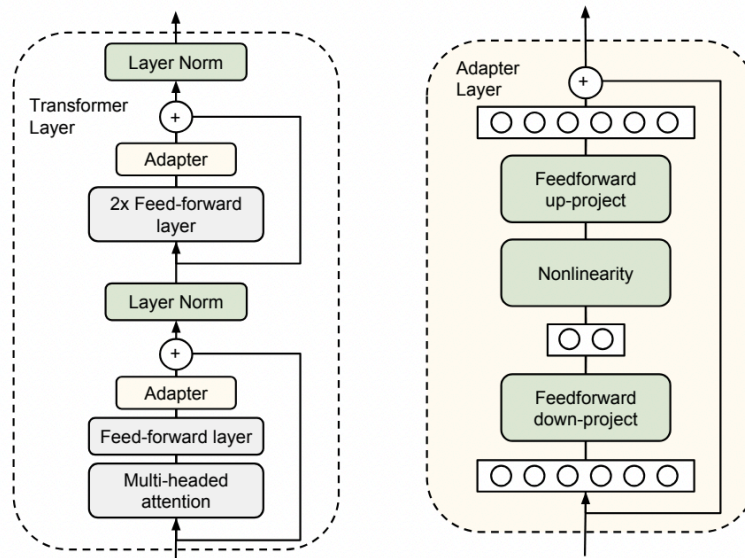 Layer Norm
Transformer
Layer
+
Adapter
2x Feed-forward
layer
Layer Norm
+
Adapter
Feed-forward layer
Multi-headed
attention
Adapter
Layer
+
Feedforward
up-project
Nonlinearity
Feedforward
down-project